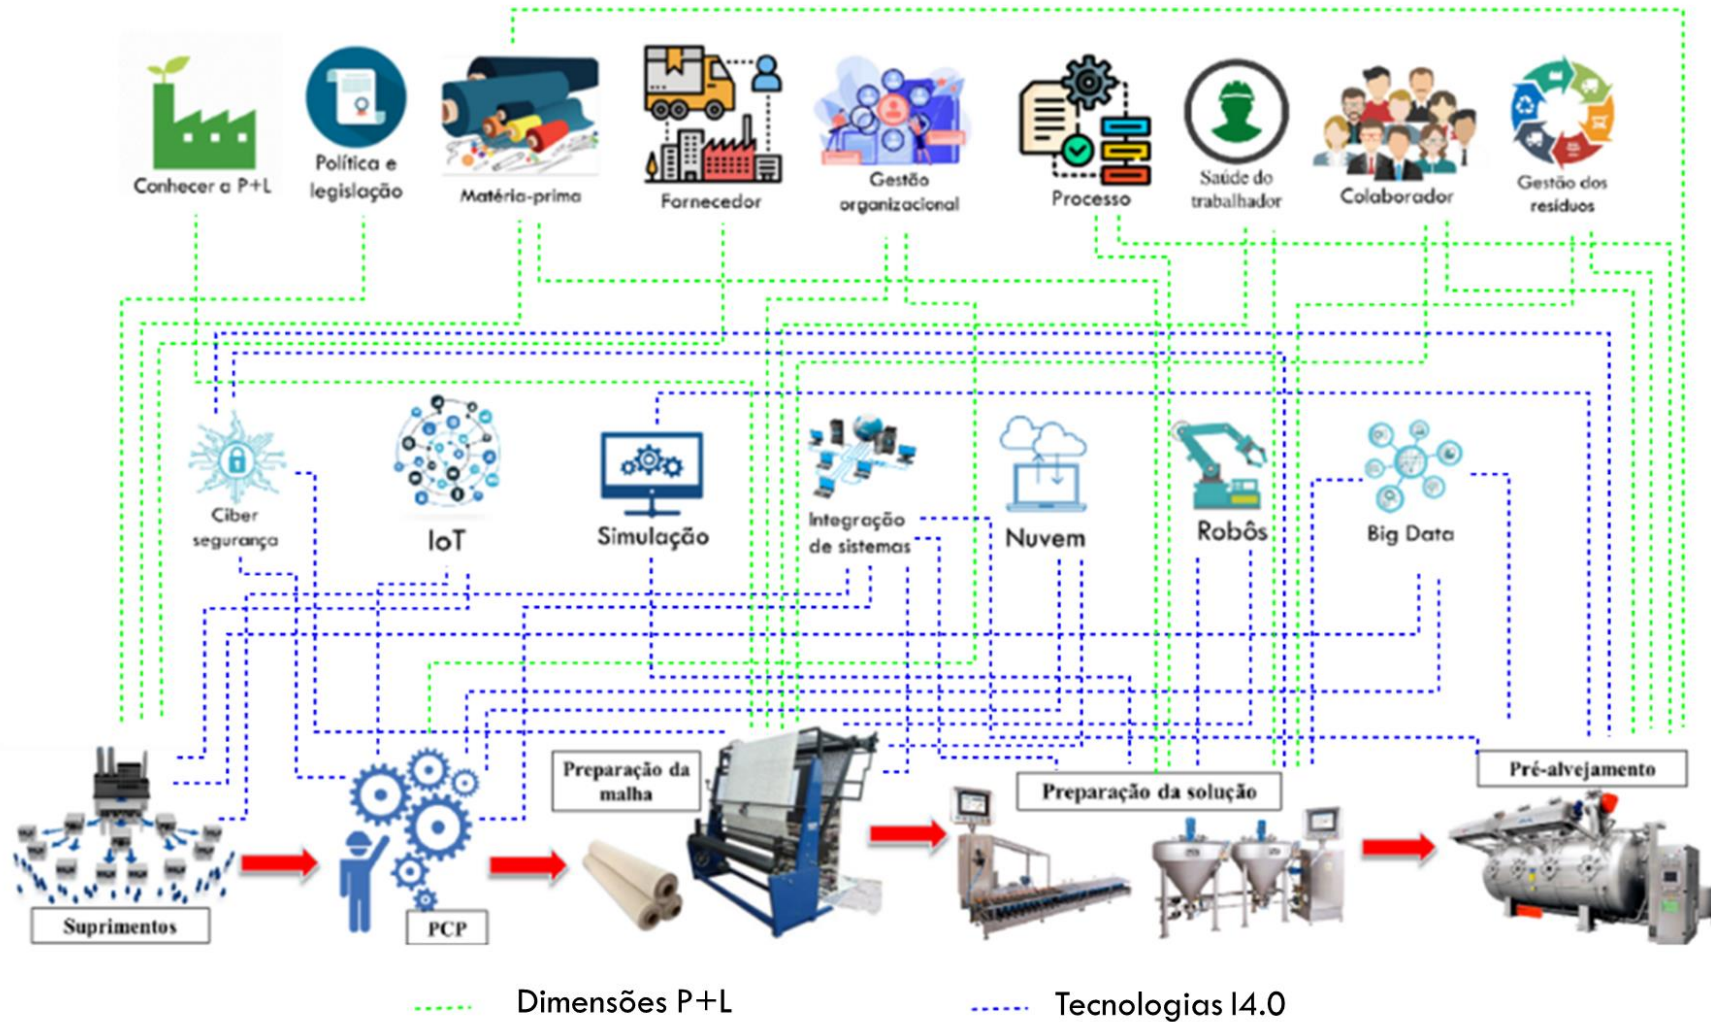 Conhecer a P+L
Política e
legislação
Matéria-prima
Fornecedor
Gestão
organizacional
Processo
Saúde do
trabalhador
Colaborador
Gestão dos
resíduos
Ciber
segurança
IoT
Simulação
Integração
de sistemas
Nuvem
Robôs
Big Data
Suprimentos
PCP
Preparação da
malha
Preparação da solução
Pré-alvejamento
Dimensões P+L
Tecnologias I4.0